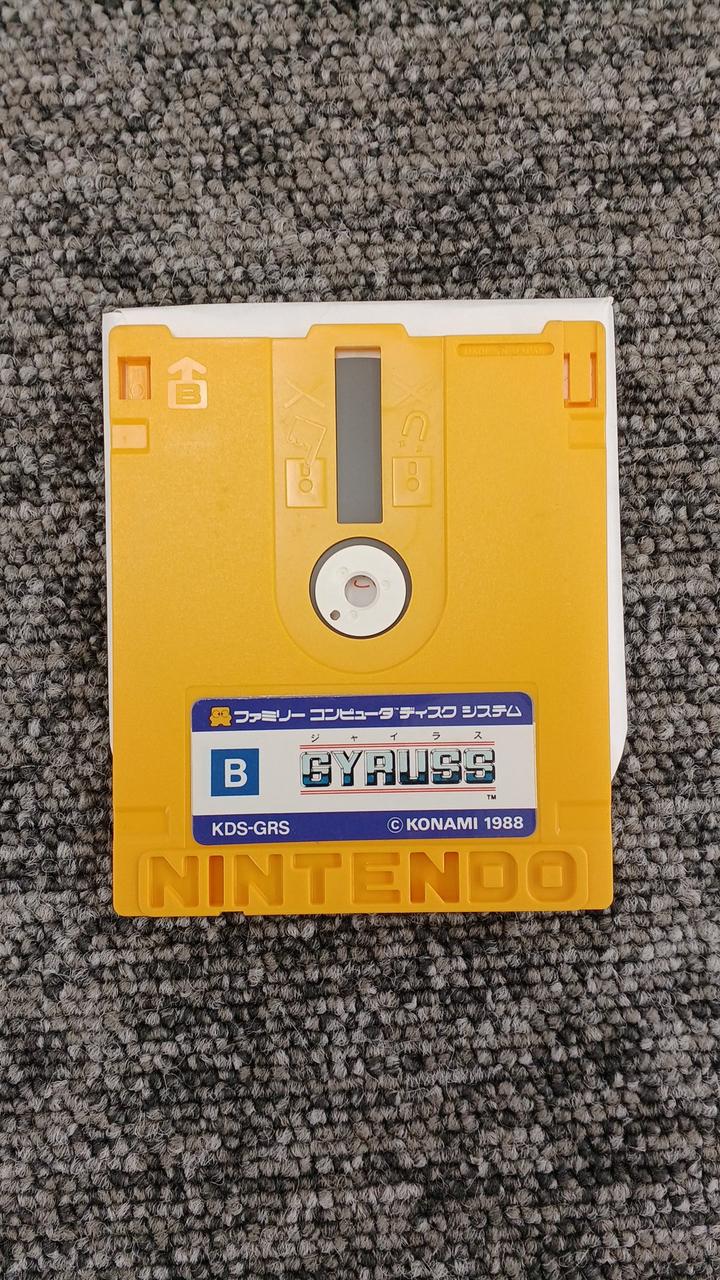 B
ファミリー コンピュータ ディスク システム
ジャイラス
B
GYRUSS
TM
KDS-GRS
© KONAMI 1988
NINTENDO